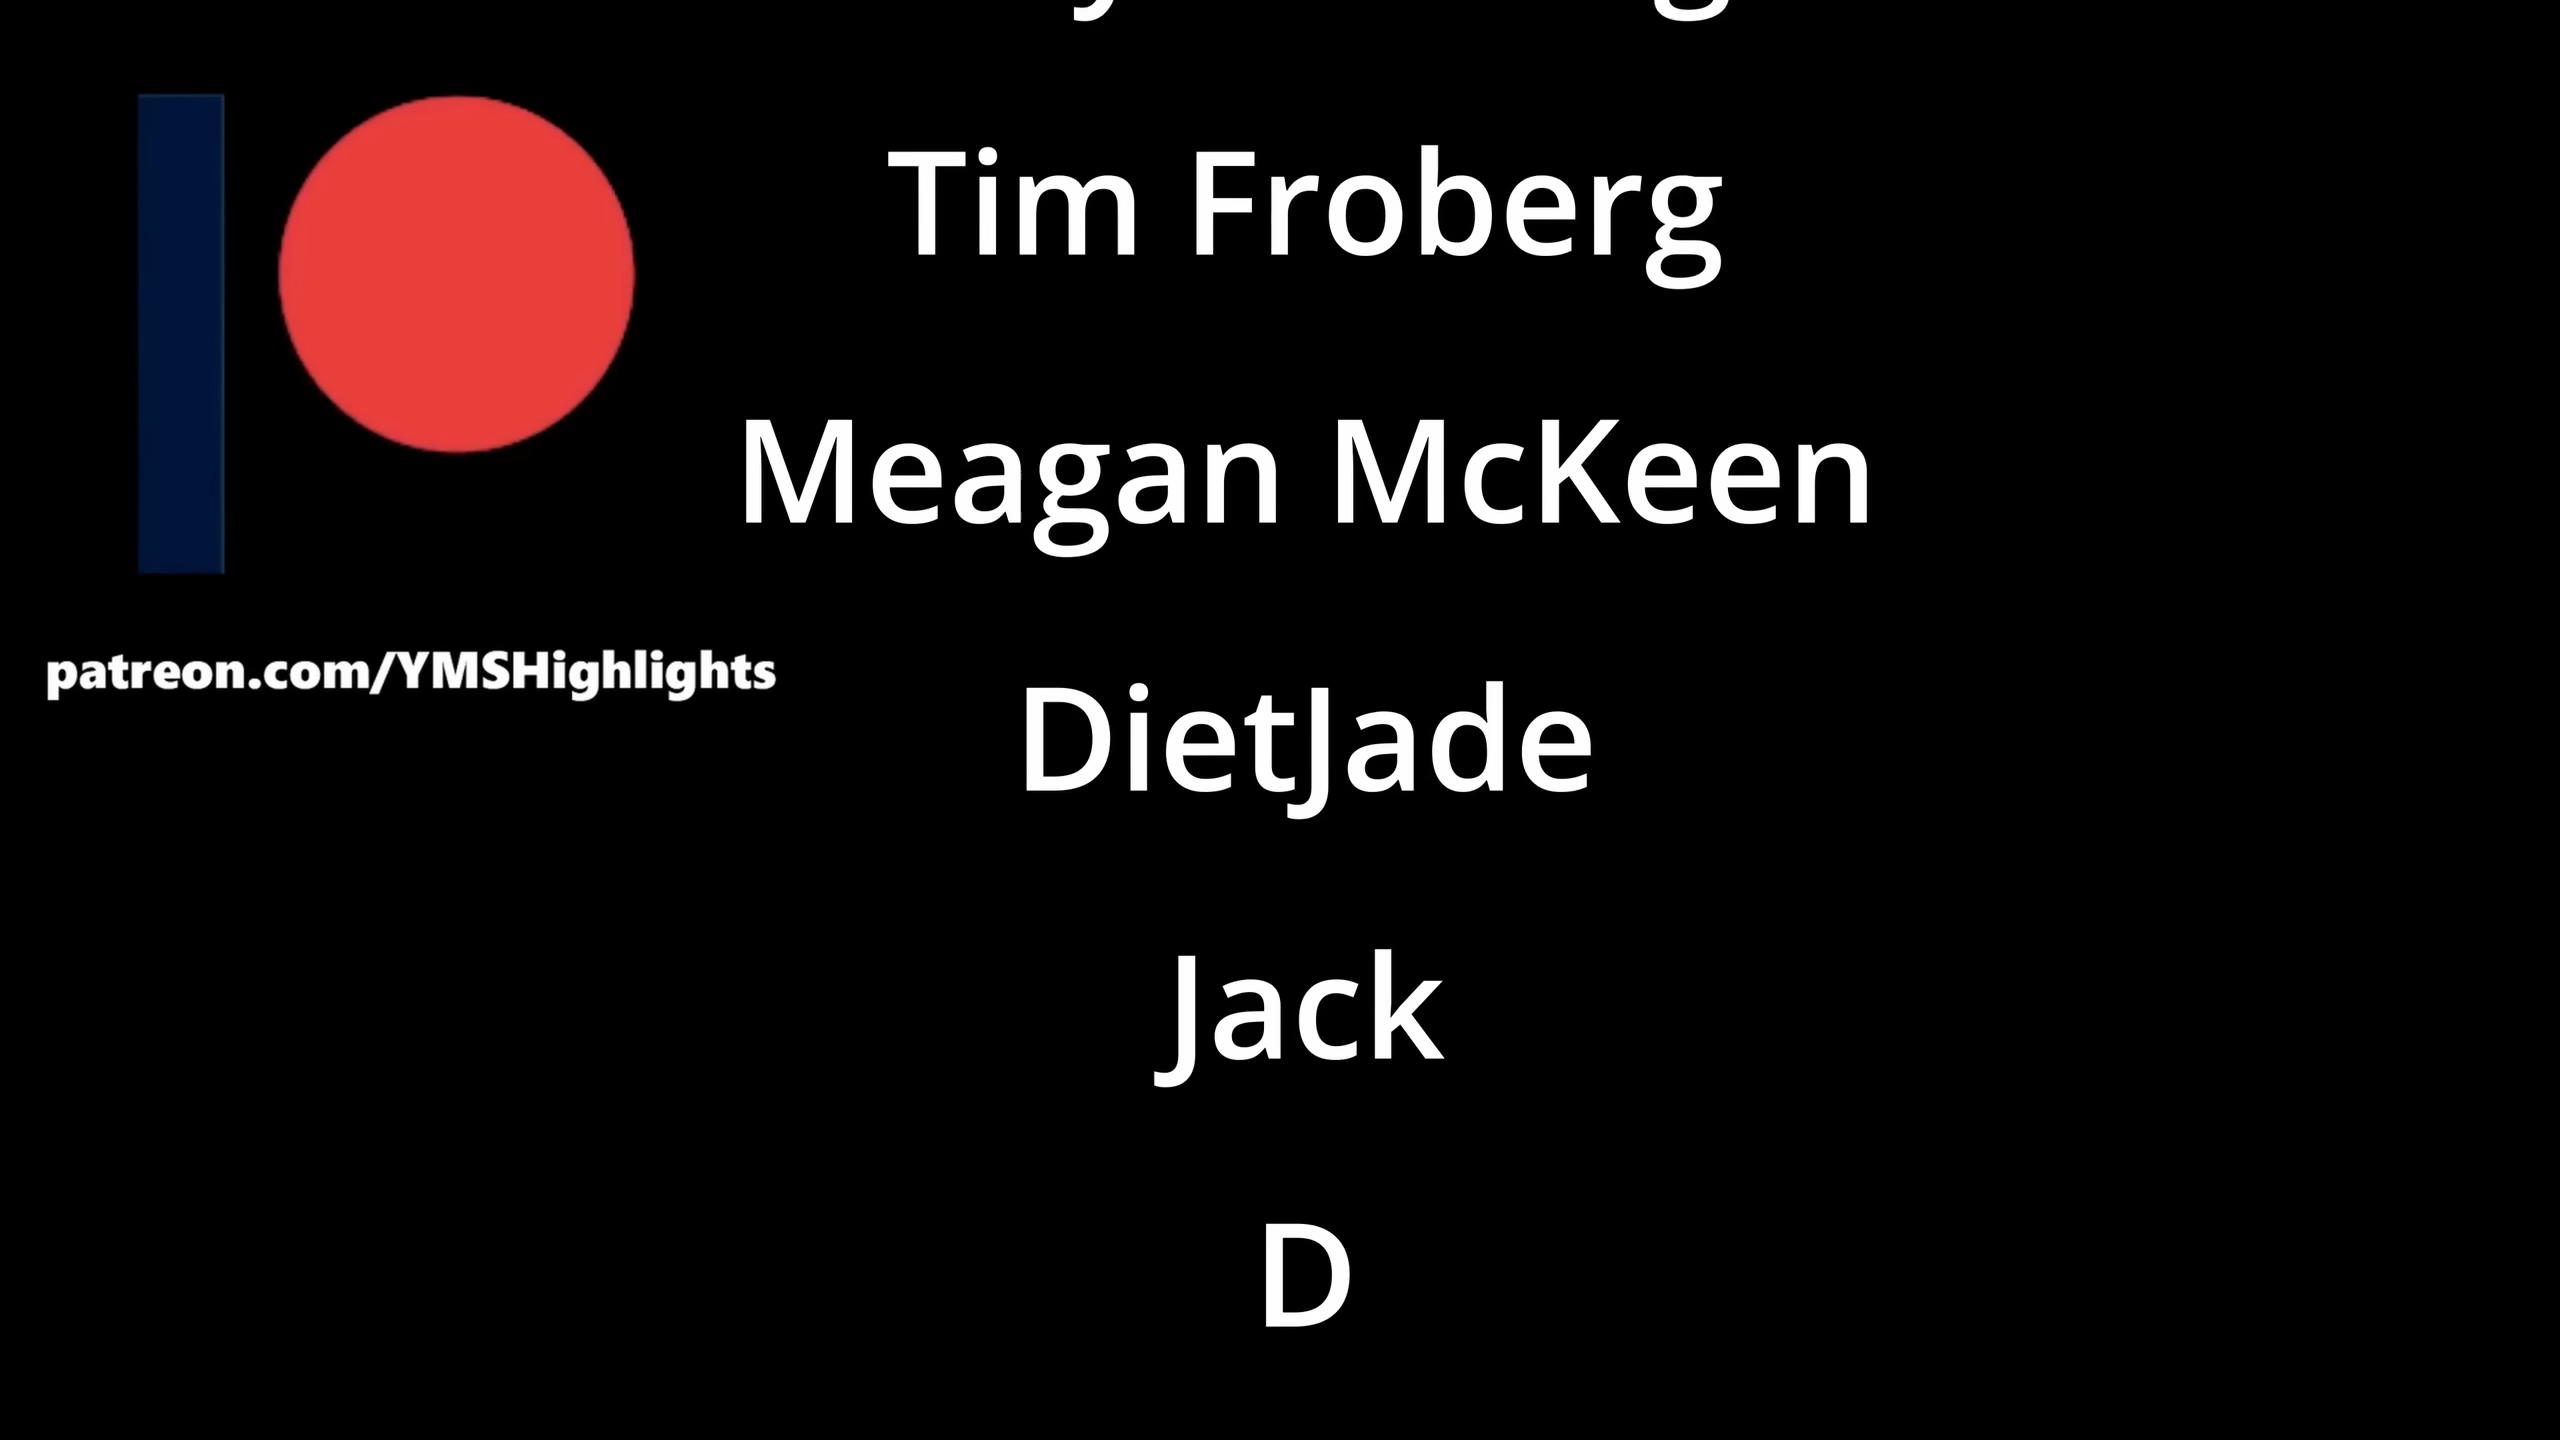 Tim Froberg
Meagan McKeen
patreon.com/YMSHighlights
DietJade
Jack
D